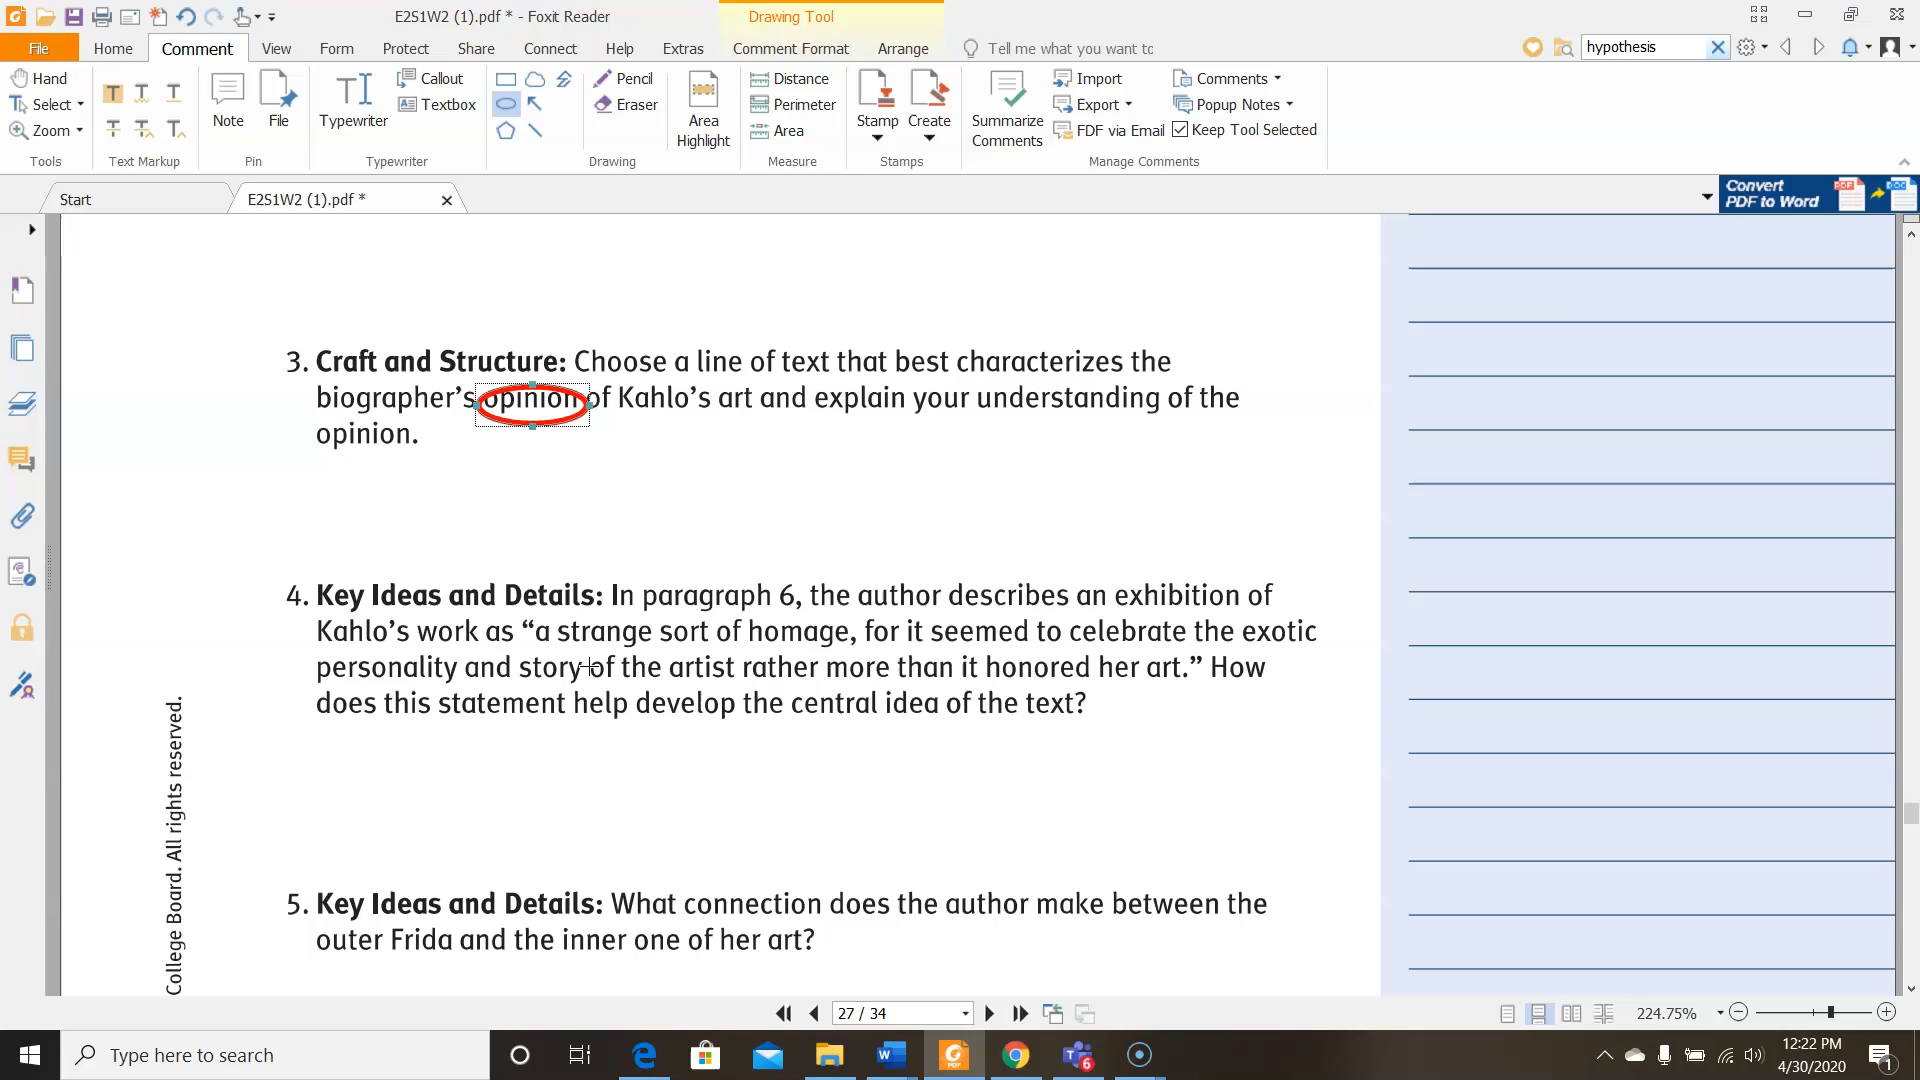 E2S1W2 (1).pdf * - Foxit Reader
Drawing Tool
File Home Comment View Form Protect Share Connect Help Extras Comment Format Arrange Tell me what you want to hypothesis
Hand
Select
Zoom
Tools
Text Markup
Note
File
Pin
Typewriter
Callout
Textbox
Typewriter
Pencil
Eraser
Drawing
Area
Highlight
Distance
Perimeter
Area
Measure
Stamp
Create
Stamps
Summarize
Comments
Import
Export
FDF via Email
Comments
Popup Notes
Keep Tool Selected
Manage Comments
Start
E2S1W2 (1).pdf *
Convert
PDF to Word
PDF
DOC
3. Craft and Structure: Choose a line of text that best characterizes the
biographer’s opinion of Kahlo’s art and explain your understanding of the
opinion.
4. Key Ideas and Details: In paragraph 6, the author describes an exhibition of
Kahlo’s work as “a strange sort of homage, for it seemed to celebrate the exotic
personality and story of the artist rather more than it honored her art.” How
does this statement help develop the central idea of the text?
5. Key Ideas and Details: What connection does the author make between the
outer Frida and the inner one of her art?
College Board. All rights reserved.
27 / 34
224.75%
Type here to search
6
12:22 PM
4/30/2020
1